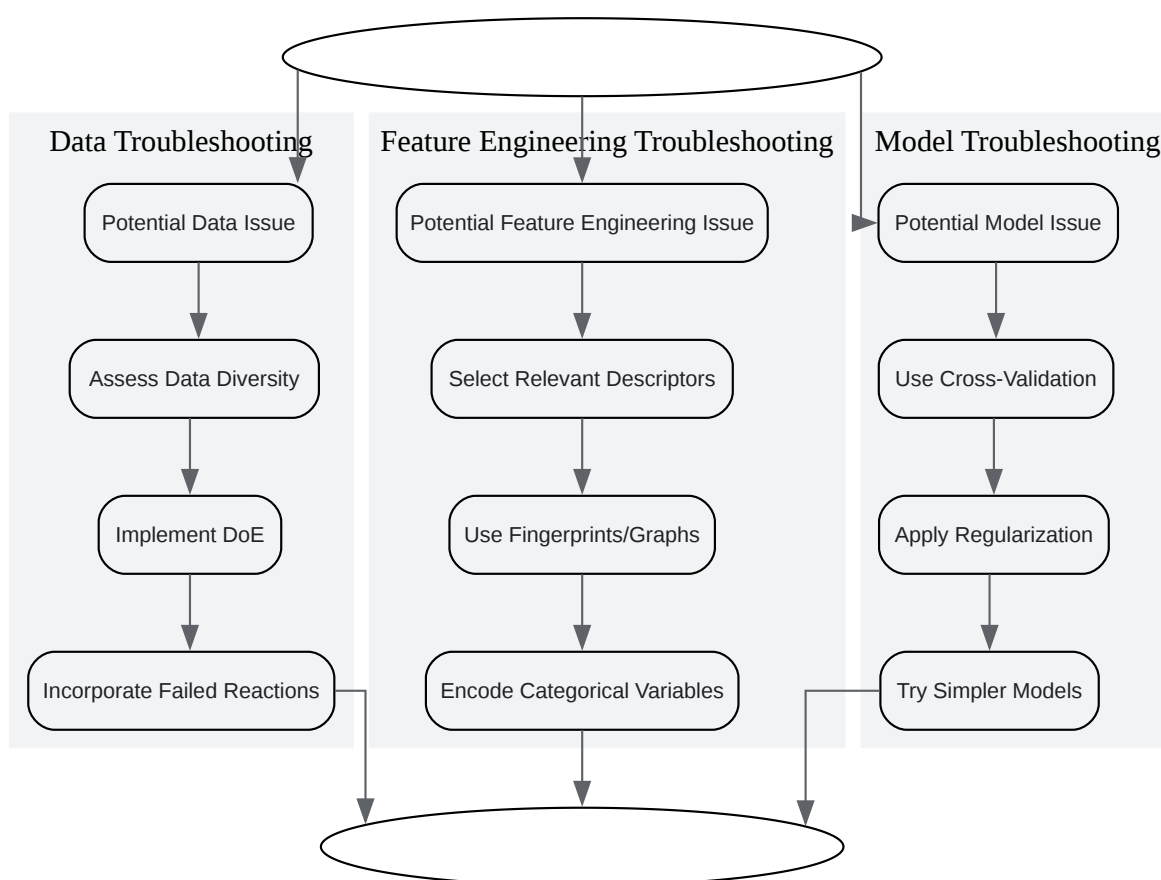 Data Troubleshooting
Potential Data Issue
Assess Data Diversity
Implement DoE
Incorporate Failed Reactions
Feature Engineering Troubleshooting
Potential Feature Engineering Issue
Select Relevant Descriptors
Use Fingerprints/Graphs
Encode Categorical Variables
Model Troubleshooting
Potential Model Issue
Use Cross-Validation
Apply Regularization
Try Simpler Models